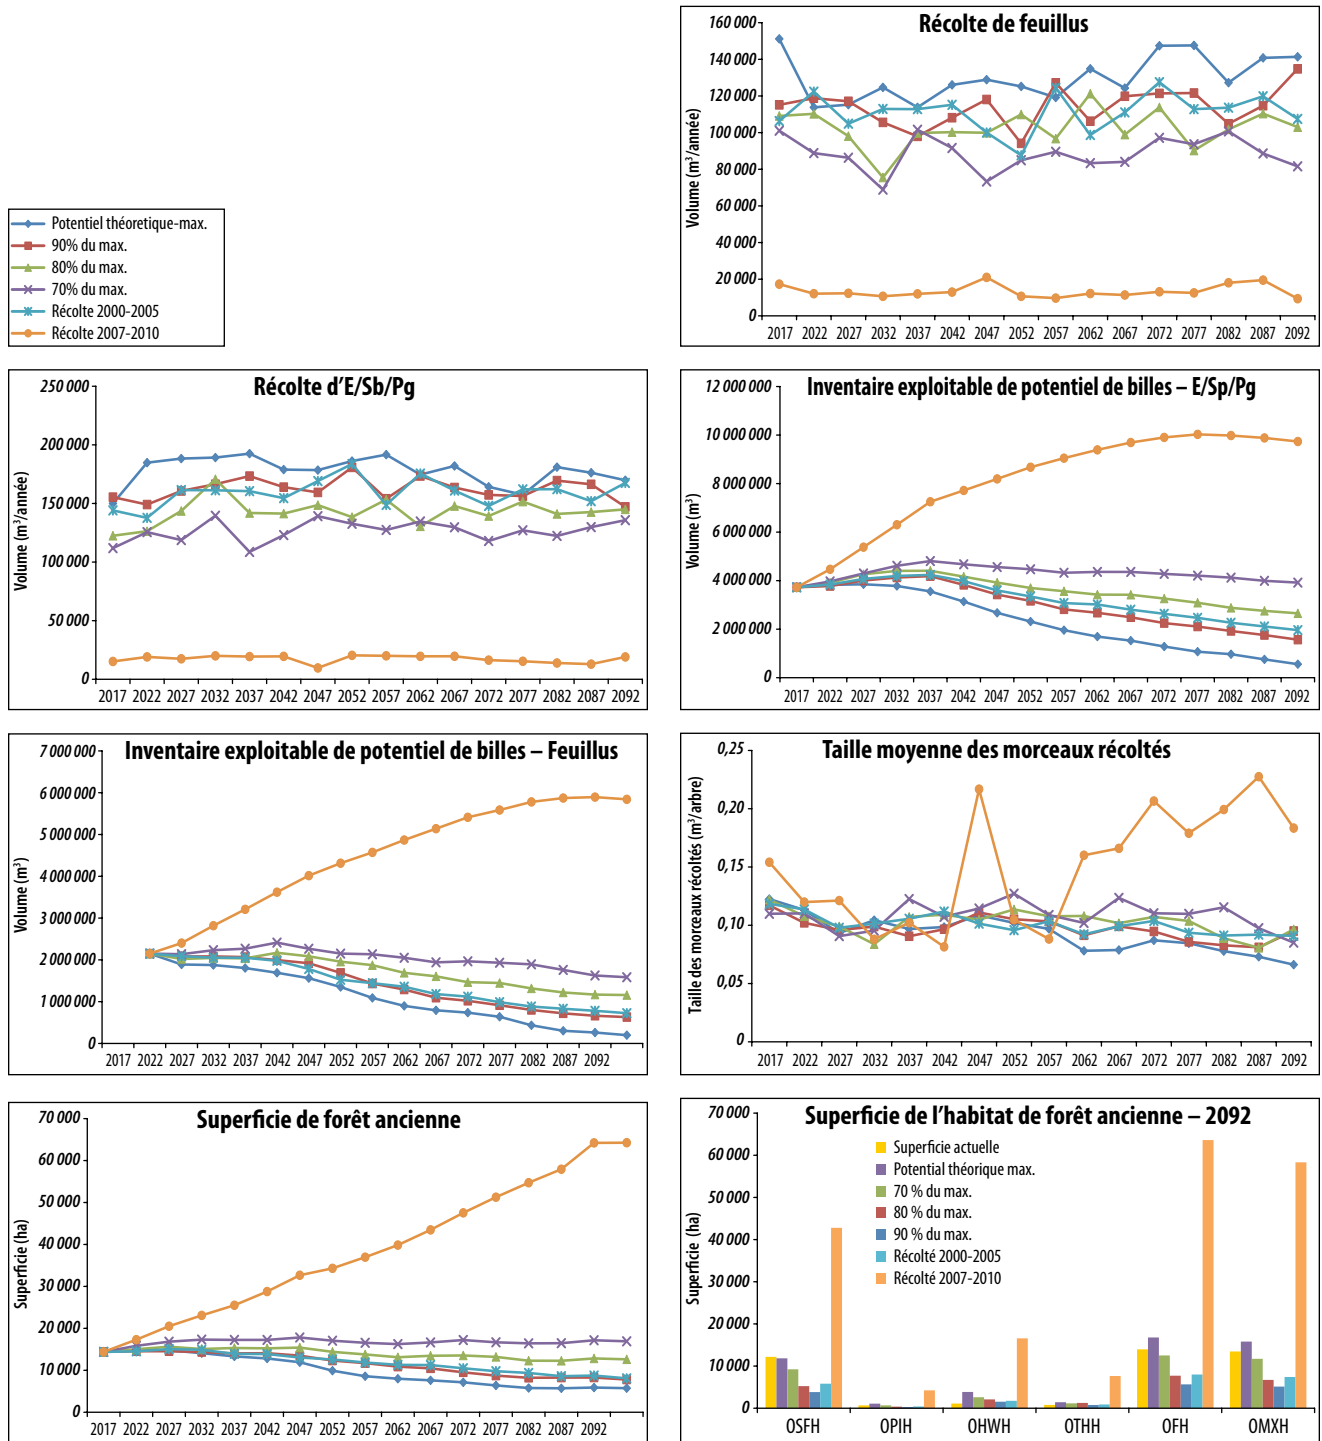 Potentiel théoretique-max.
90% du max.
80% du max.
70% du max.
Récolte 2000-2005
Récolte 2007-2010
Récolte de feuillus
Volume (m³/année)
160 000
140 000
120 000
100 000
80 000
60 000
40 000
20 000
0
2017 2022 2027 2032 2037 2042 2047 2052 2057 2062 2067 2072 2077 2082 2087 2092
Récolte d'E/Sb/Pg
Volume (m³/année)
250 000
200 000
150 000
100 000
50 000
0
2017 2022 2027 2032 2037 2042 2047 2052 2057 2062 2067 2072 2077 2082 2087 2092
Inventaire exploitable de potentiel de billes – E/Sp/Pg
Volume (m³)
12 000 000
10 000 000
8 000 000
6 000 000
4 000 000
2 000 000
0
2017 2022 2027 2032 2037 2042 2047 2052 2057 2062 2067 2072 2077 2082 2087 2092
Inventaire exploitable de potentiel de billes – Feuillus
Volume (m³)
7 000 000
6 000 000
5 000 000
4 000 000
3 000 000
2 000 000
1 000 000
0
2017 2022 2027 2032 2037 2042 2047 2052 2057 2062 2067 2072 2077 2082 2087 2092
Taille moyenne des morceaux récoltés
Taille des morceaux récoltés (m³/arbre)
0,25
0,20
0,15
0,10
0,05
0
2017 2022 2027 2032 2037 2042 2047 2052 2057 2062 2067 2072 2077 2082 2087 2092
Superficie de forêt ancienne
Superficie (ha)
70 000
60 000
50 000
40 000
30 000
20 000
10 000
0
2017 2022 2027 2032 2037 2042 2047 2052 2057 2062 2067 2072 2077 2082 2087 2092
Superficie de l'habitat de forêt ancienne – 2092
Superficie (ha)
70 000
60 000
50 000
40 000
30 000
20 000
10 000
0
Superficie actuelle
Potential théorique max.
70 % du max.
80 % du max.
90 % du max.
Récolté 2000-2005
Récolté 2007-2010
OSFH OPIH OHWH OTHH OFH OMXH